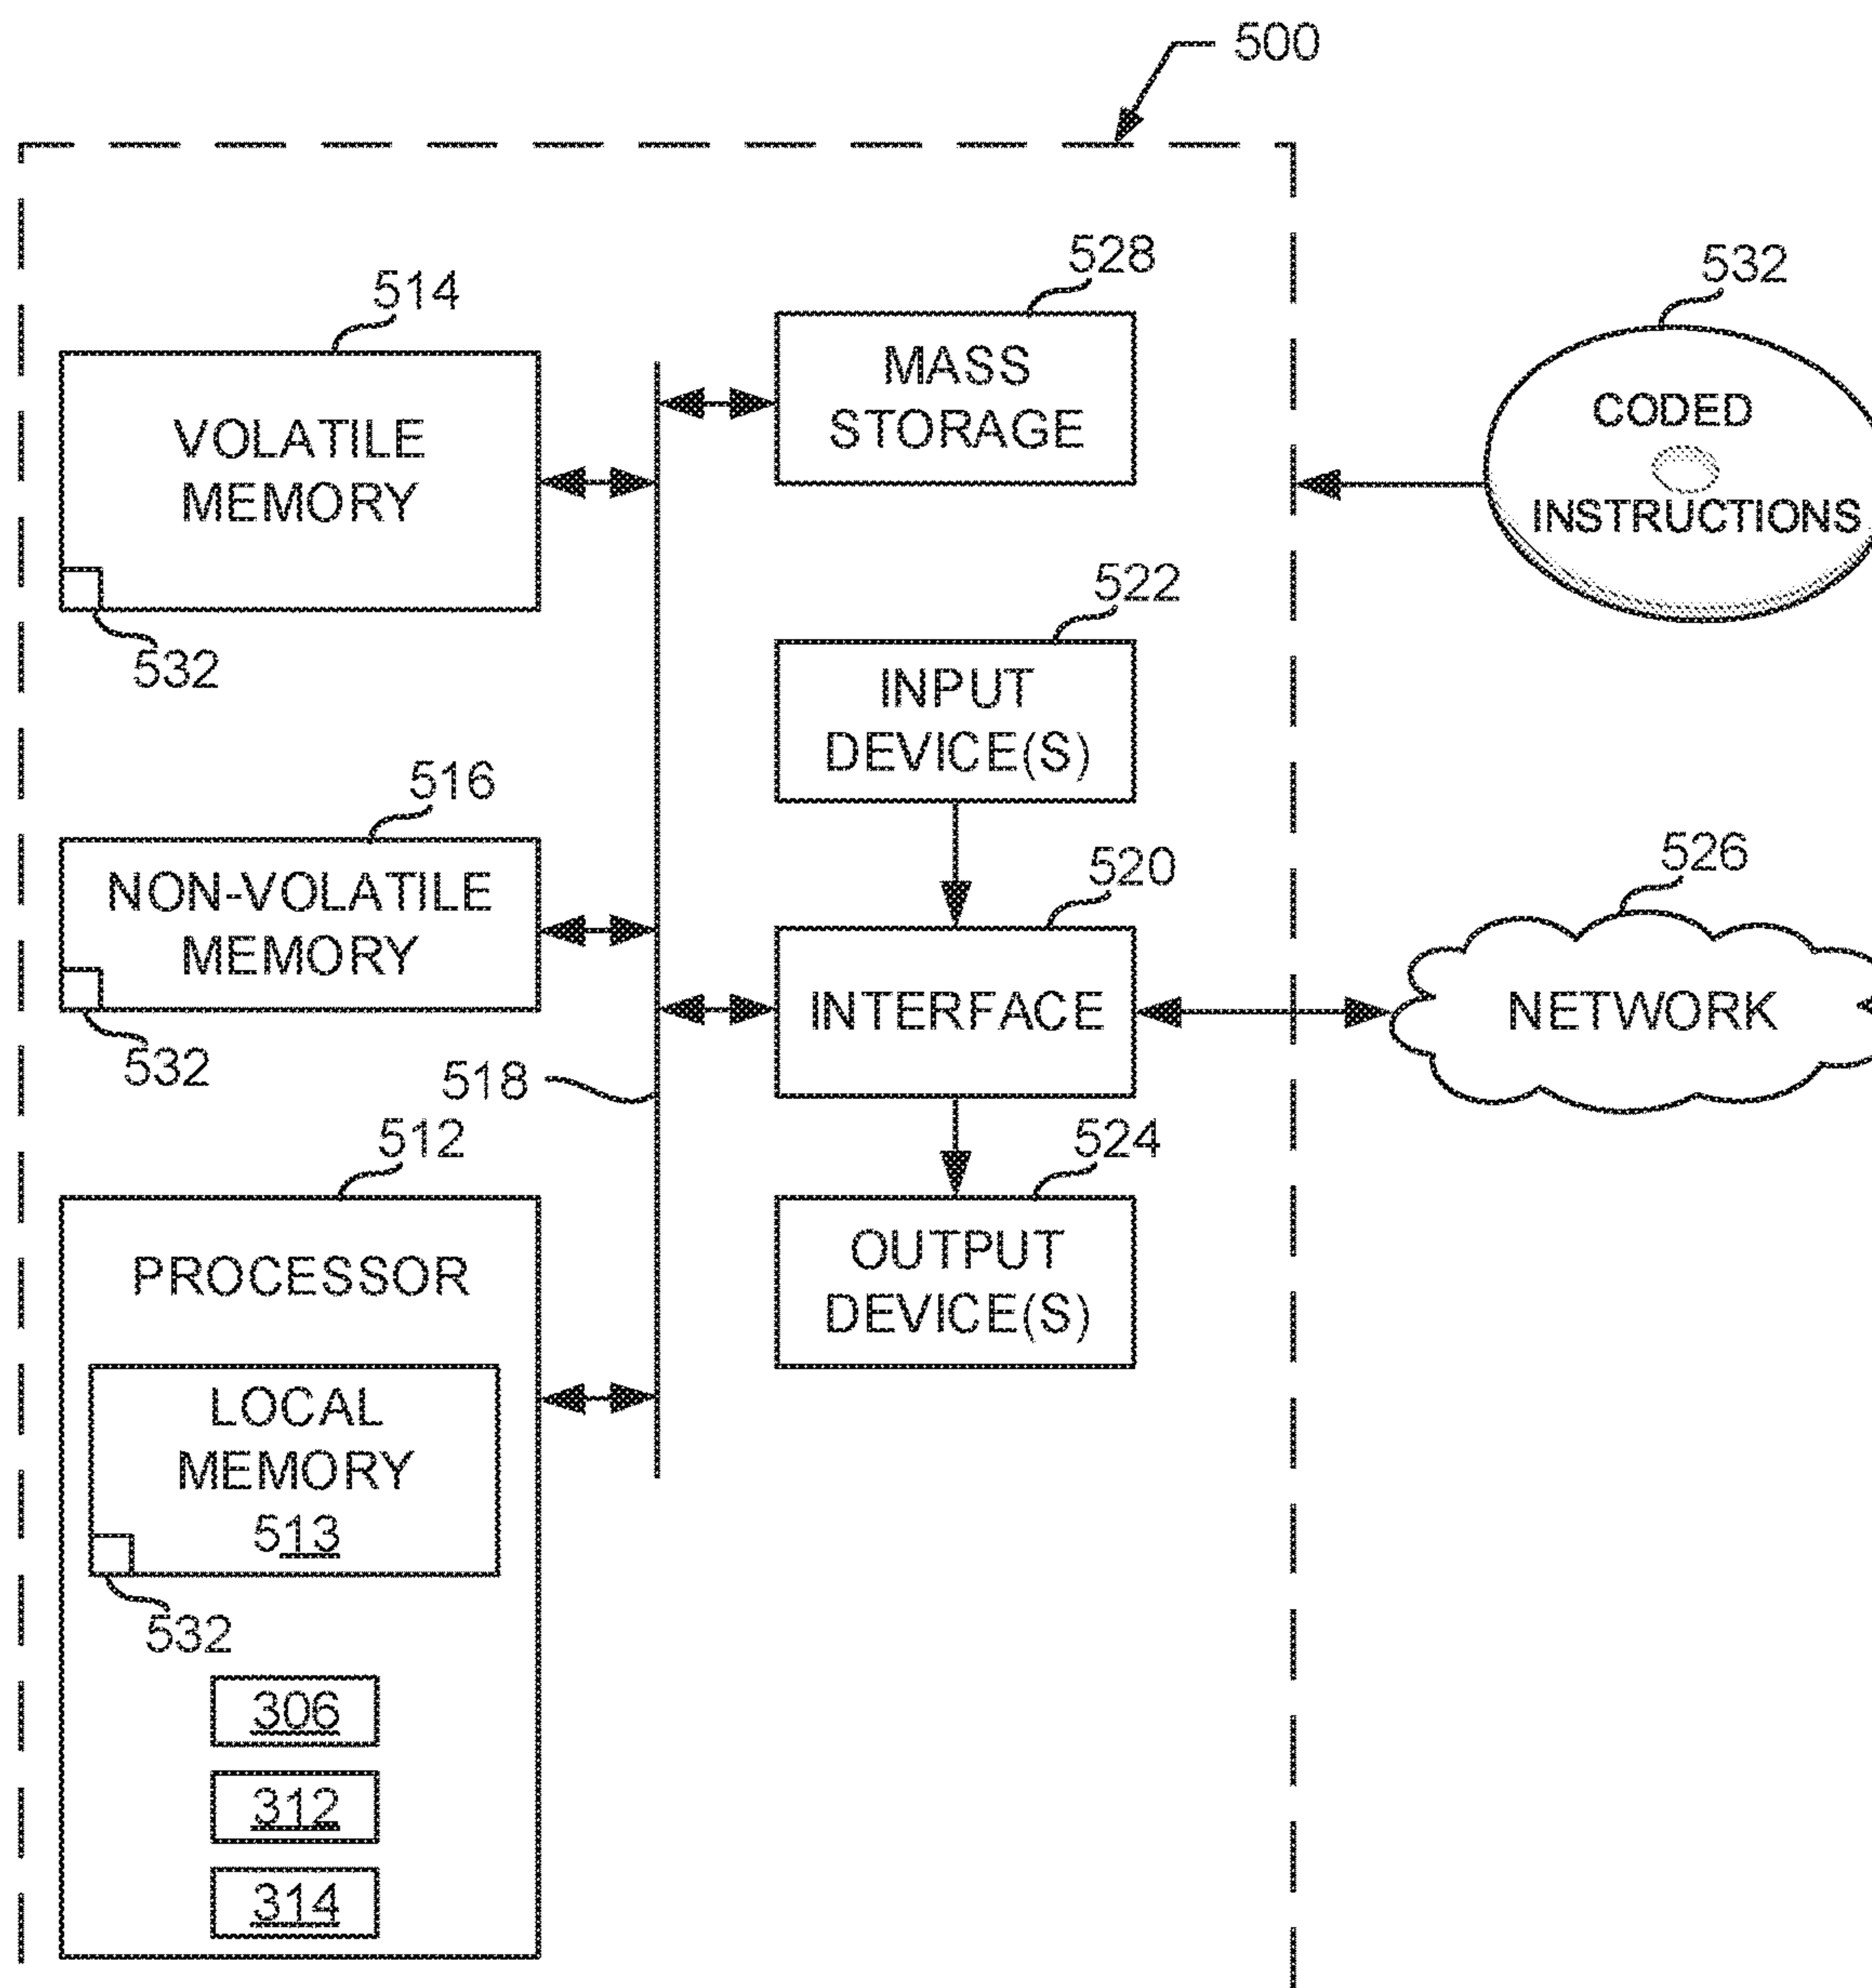 500
528
532
514
MASS
STORAGE
CODED
INSTRUCTIONS
VOLATILE
MEMORY
532
522
INPUT
DEVICE(S)
516
NON-VOLATILE
MEMORY
532
520
INTERFACE
526
NETWORK
518
512
524
PROCESSOR
OUTPUT
DEVICE(S)
LOCAL
MEMORY
513
532
306
312
314